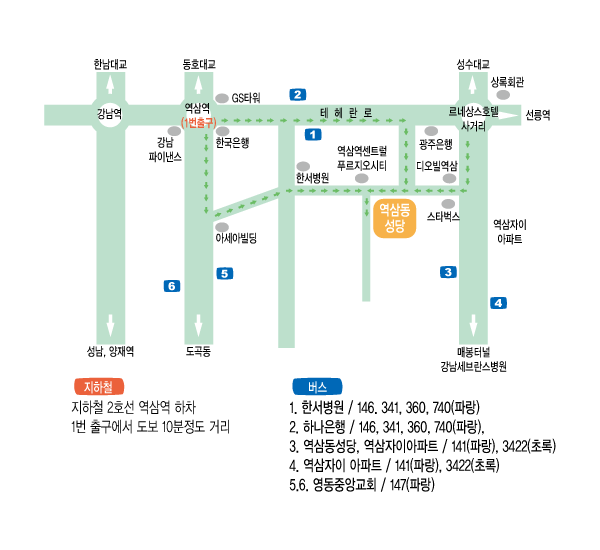 한남대교
동호대교
성수대교
상록회관
GS타워
2
강남역
역삼역
(1번출구)
테헤란로
르네상스호텔
사거리
선릉역
1
강남
파이낸스
한국은행
광주은행
역삼역센트럴
푸르지오시티
디오빌역삼
한서병원
역삼동
성당
스타벅스
역삼자이
아파트
아세아빌딩
5
6
3
4
성남, 양재역
도곡동
매봉터널
강남세브란스병원
지하철
지하철 2호선 역삼역 하차
1번 출구에서 도보 10분정도 거리
버스
1. 한서병원 / 146. 341, 360, 740(파랑)
2. 하나은행 / 146, 341, 360, 740(파랑),
3. 역삼동성당, 역삼자이아파트 / 141(파랑), 3422(초록)
4. 역삼자이 아파트 / 141(파랑), 3422(초록)
5.6. 영동중앙교회 / 147(파랑)